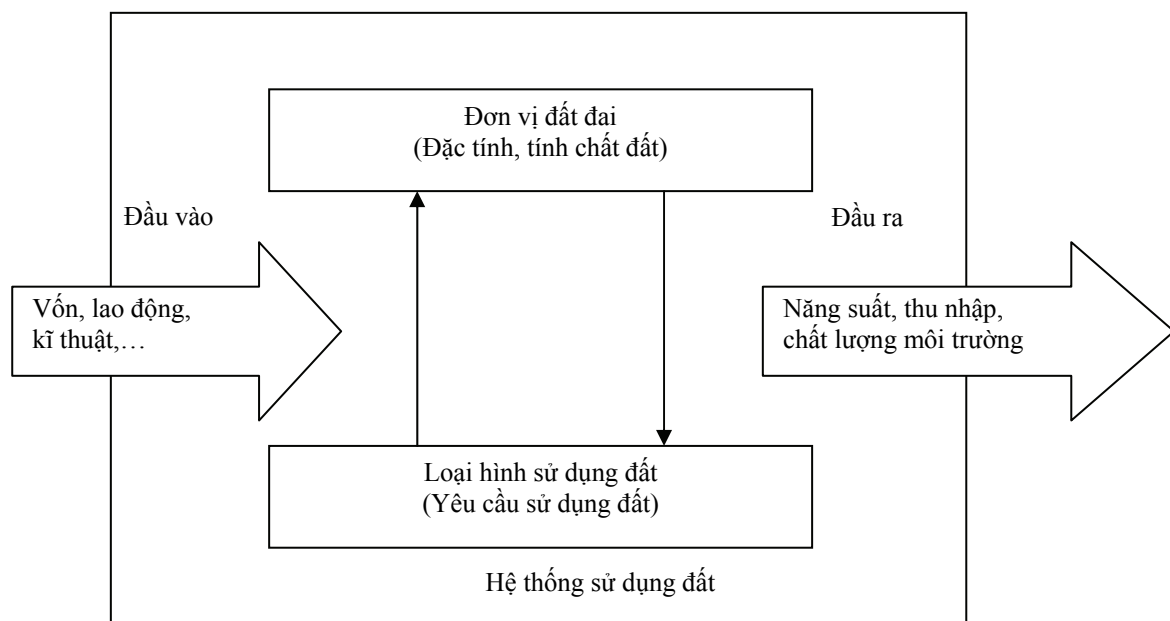 Đơn vị đất đai
(Đặc tính, tính chất đất)
Đầu vào
Đầu ra
Vốn, lao động,
kĩ thuật,…
Năng suất, thu nhập,
chất lượng môi trường
Loại hình sử dụng đất
(Yêu cầu sử dụng đất)
Hệ thống sử dụng đất